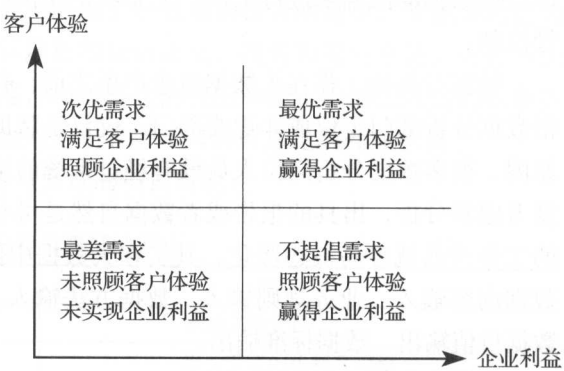 客户体验
次优需求
满足客户体验
照顾企业利益
最优需求
满足客户体验
赢得企业利益
最差需求
未照顾客户体验
未实现企业利益
不提倡需求
照顾客户体验
赢得企业利益
企业利益